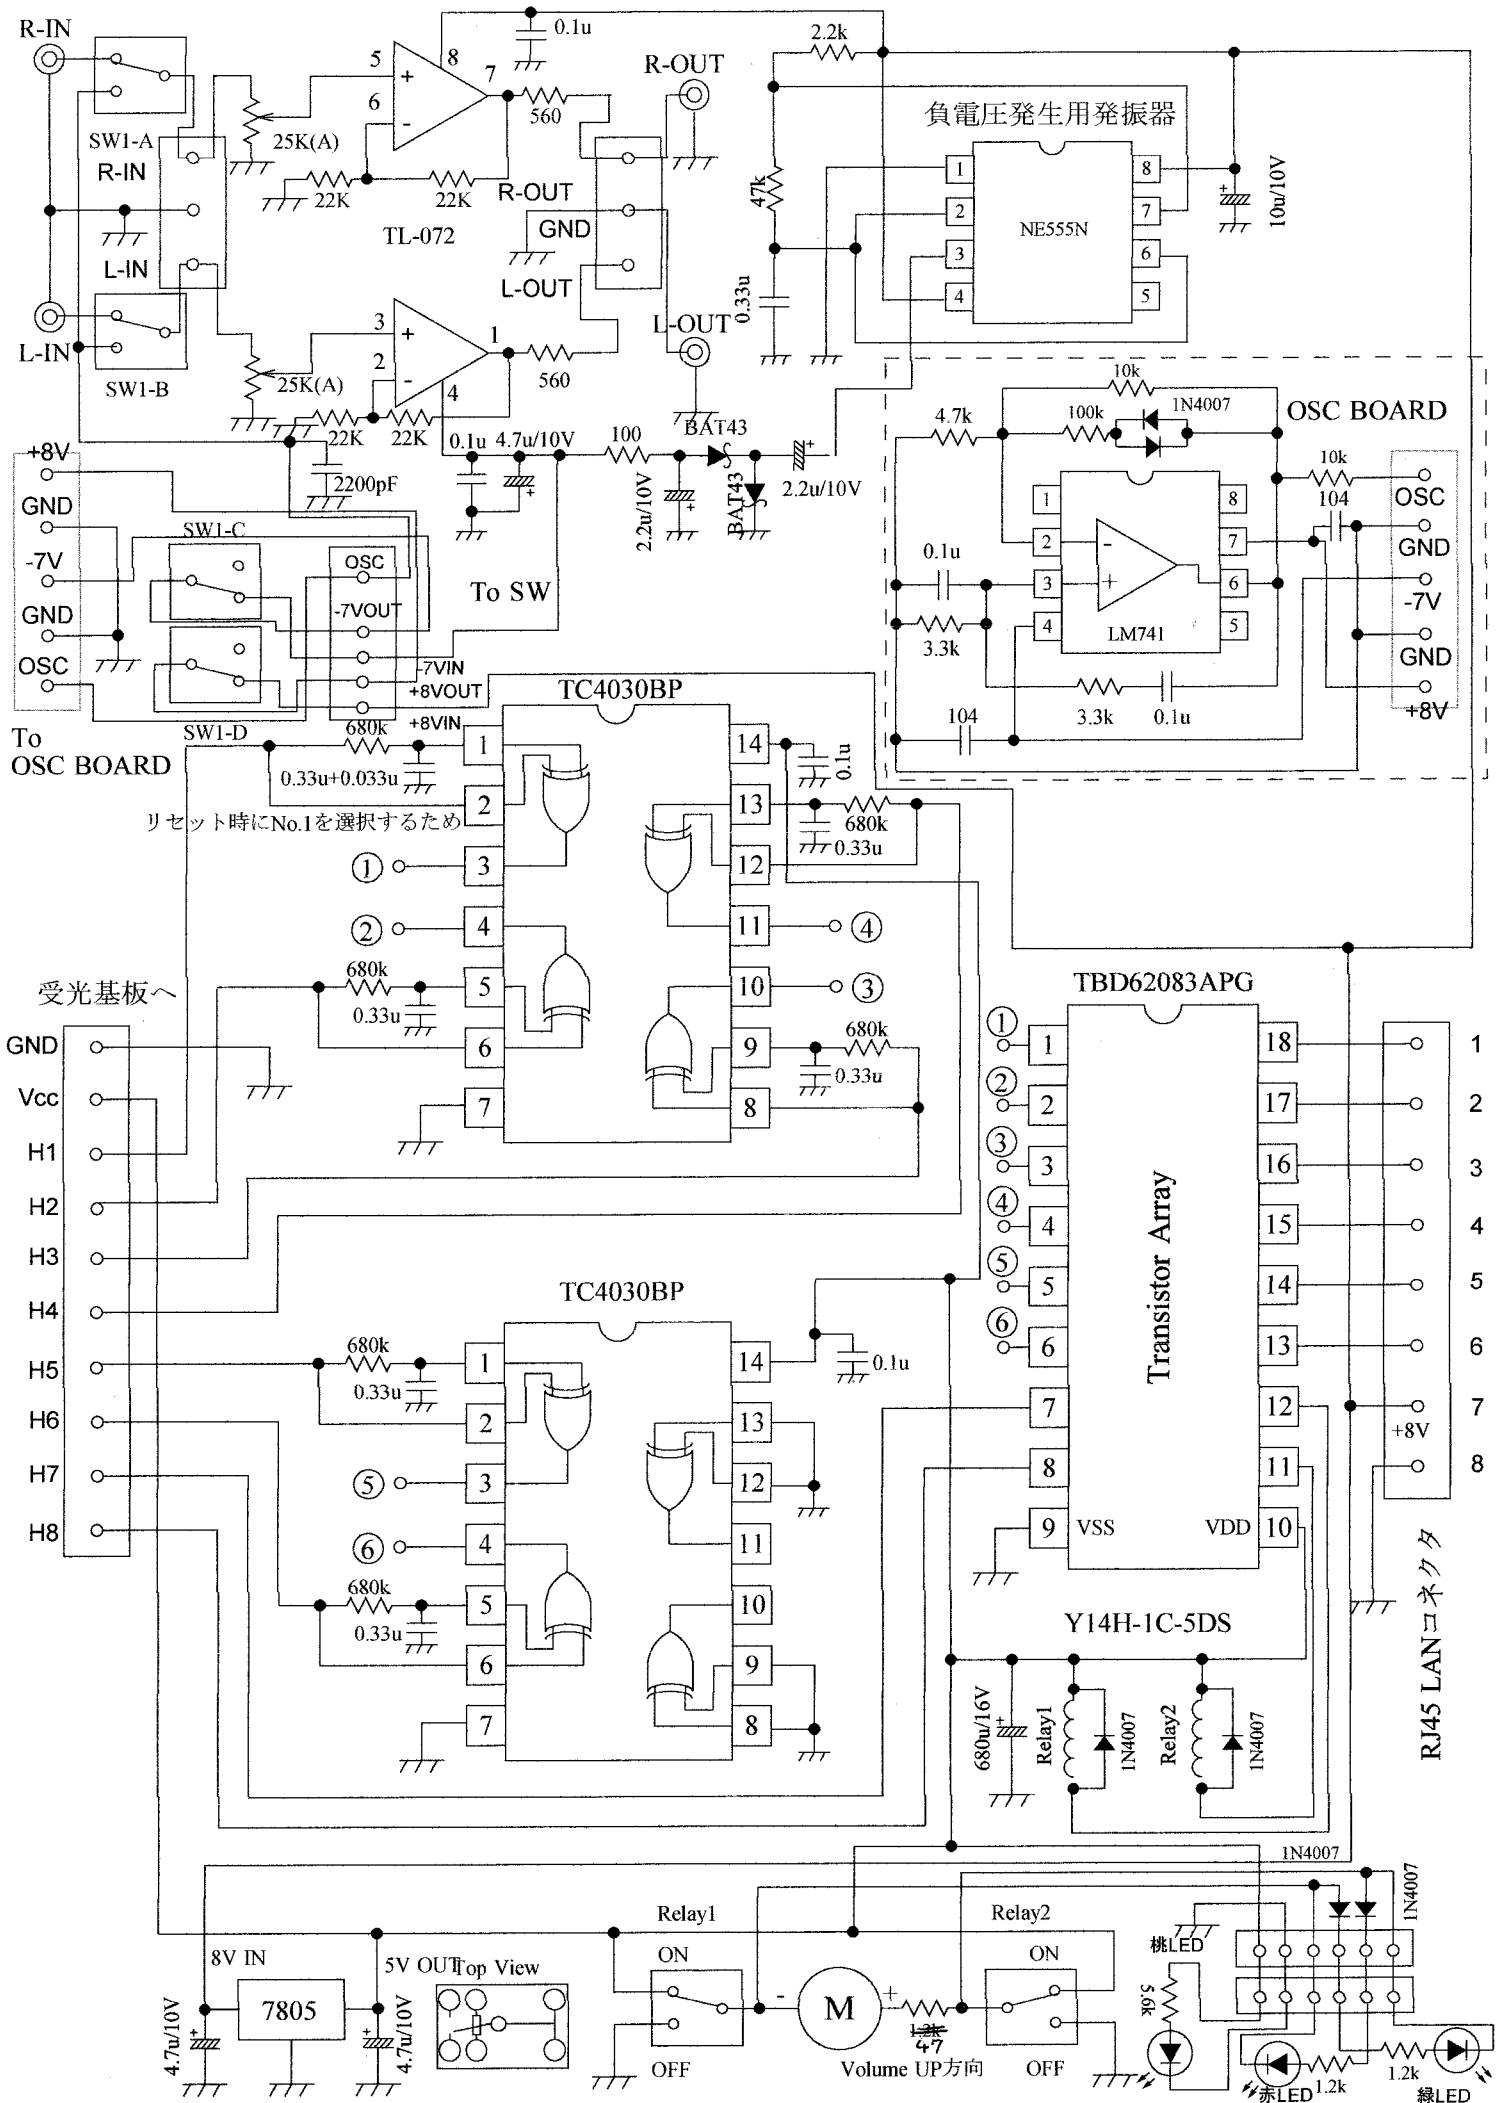 R-IN
SW1-A
R-IN
L-IN
L-IN
SW1-B
25K(A)
25K(A)
5
6
8
7
+
-
0.1u
560
22K
22K
TL-072
3
2
1
4
+
-
560
22K
22K
R-OUT
R-OUT
GND
L-OUT
L-OUT
2.2k
47k
0.33u
負電圧発生用発振器
NE555N
1
2
3
4
8
7
6
5
10u/10V
+
0.1u
4.7u/10V
100
BAT43
BAT43
2.2u/10V
2.2u/10V
2200pF
+8V
GND
-7V
GND
OSC
To
OSC BOARD
SW1-C
SW1-D
OSC
-7VOUT
-7VIN
+8VOUT
+8VIN
To SW
OSC BOARD
10k
4.7k
100k
1N4007
10k
104
0.1u
3.3k
3.3k
0.1u
104
LM741
1
2
3
4
8
7
6
5
-
+
OSC
GND
-7V
GND
+8V
TC4030BP
680k
0.33u+0.033u
リセット時にNo.1を選択するため
1
2
3
4
5
6
7
14
13
12
11
10
9
8
①
②
④
③
0.1u
680k
0.33u
680k
0.33u
680k
0.33u
受光基板へ
GND
Vcc
H1
H2
H3
H4
H5
H6
H7
H8
TC4030BP
680k
0.33u
680k
0.33u
0.1u
1
2
3
4
5
6
7
14
13
12
11
10
9
8
⑤
⑥
TBD62083APG
Transistor Array
①
②
③
④
⑤
⑥
1
2
3
4
5
6
7
8
9
VSS
VDD
18
17
16
15
14
13
12
11
10
1
2
3
4
5
6
7
+8V
8
RJ45 LANコネクタ
Y14H-1C-5DS
680u/16V
+
Relay1
1N4007
Relay2
1N4007
8V IN
7805
5V OUT
4.7u/10V
4.7u/10V
Top View
Relay1
ON
OFF
-
M
+
1.2k
47
Volume UP方向
Relay2
ON
OFF
1N4007
1N4007
桃LED
5.6k
赤LED
1.2k
1.2k
緑LED